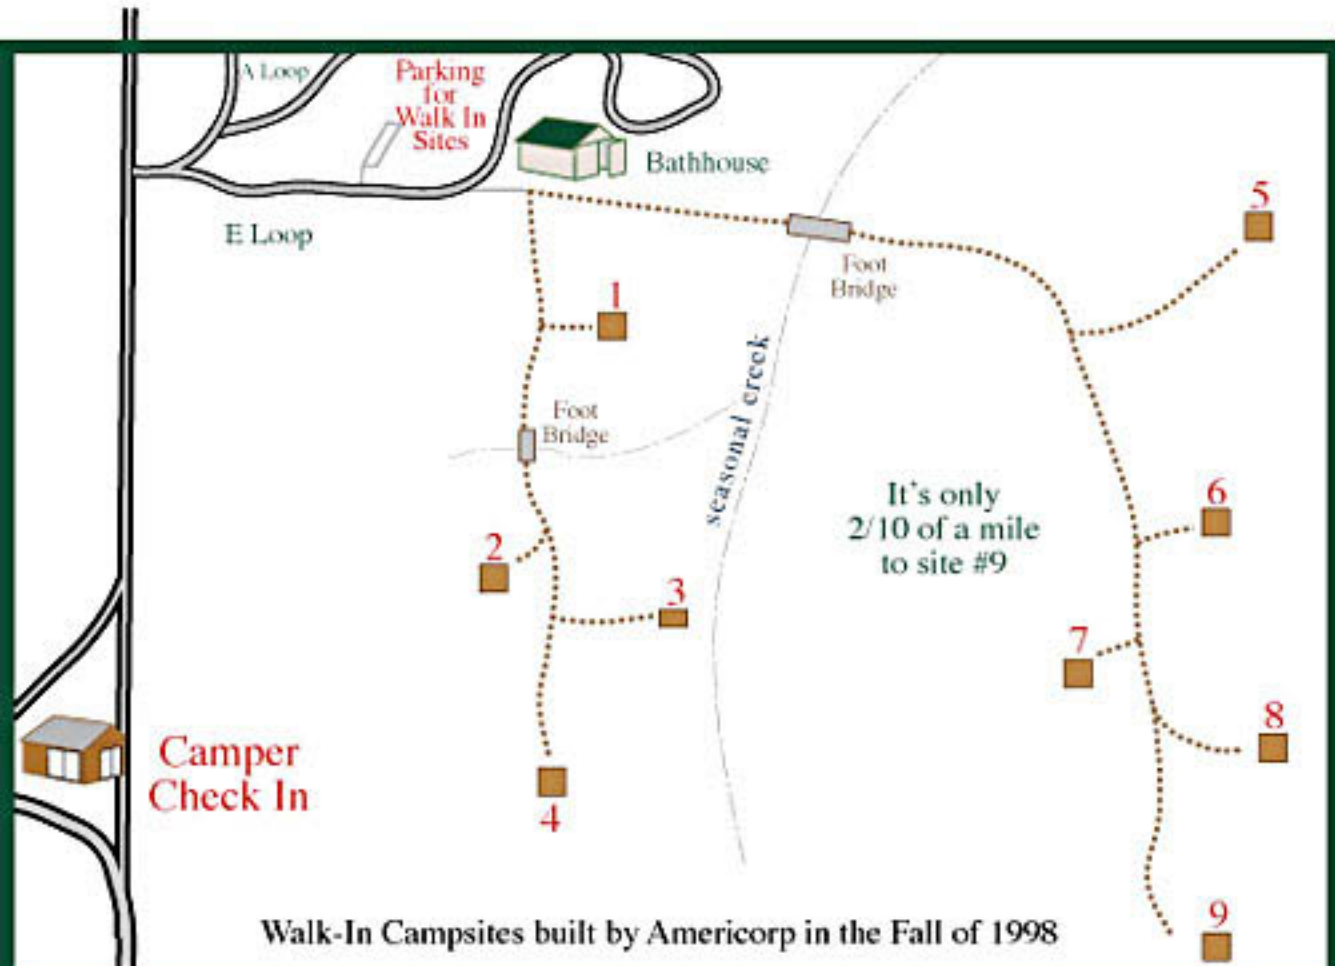 A Loop
Parking
for
Walk In
Sites
Bathhouse
E Loop
5
Foot
Bridge
1
seasonal creek
Foot
Bridge
It's only
2/10 of a mile
to site #9
6
2
3
7
8
Camper
Check In
4
9
Walk-In Campsites built by Americorp in the Fall of 1998